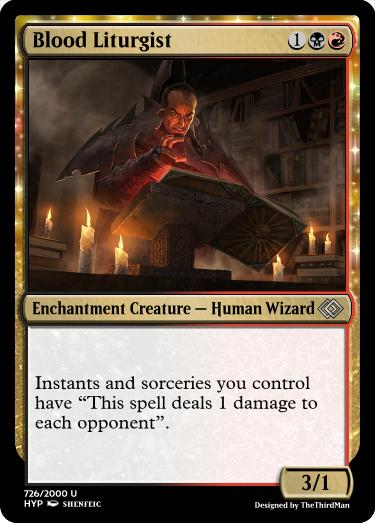 Blood Liturgist 1
Enchantment Creature — Human Wizard
Instants and sorceries you control
have “This spell deals 1 damage to
each opponent”.
3/1
726/2000 U
HYP SHENFEIC
Designed by TheThirdMan